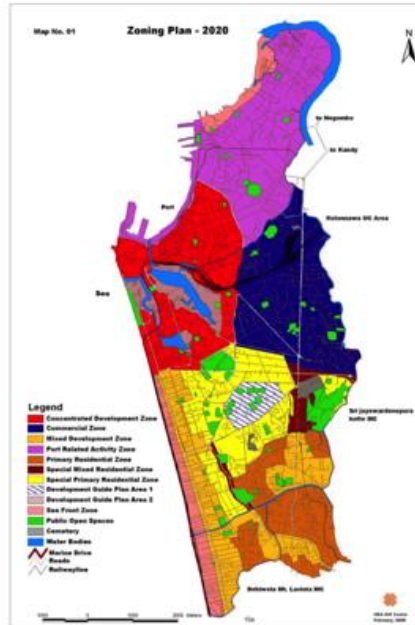 Map No. 01
Zoning Plan - 2020
N
to Negombo
to Kandy
Port
Kolonnawa UC Area
Sea
Sri jayewardenepura
kotte MC
Legend
Concentrated Development Zone
Commercial Zone
Mixed Development Zone
Port Related Activity Zone
Primary Residential Zone
Special Mixed Residential Zone
Special Primary Residential Zone
Development Guide Plan Area 1
Development Guide Plan Area 2
Sea Front Zone
Public Open Spaces
Cemetery
Water Bodies
Marine Drive
Roads
Railwayline
Dehiwela Mt. Lavinia MC